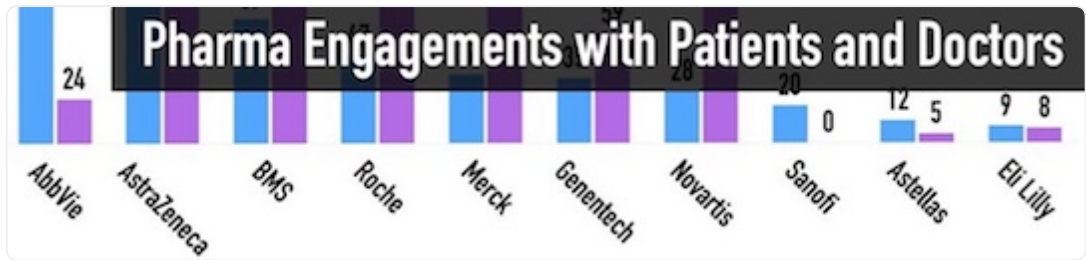 Pharma Engagements with Patients and Doctors
24
28
20
0
12
5
9
8
AbbVie
AstraZeneca
BMS
Roche
Merck
Genentech
Novartis
Sanofi
Astellas
Eli Lilly